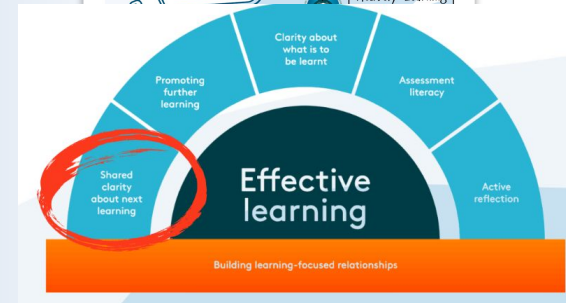 Clarity about
what is to
be learnt
Promoting
further
learning
Assessment
literacy
Shared
clarity
about next
learning
Effective
learning
Active
reflection
Building learning-focused relationships